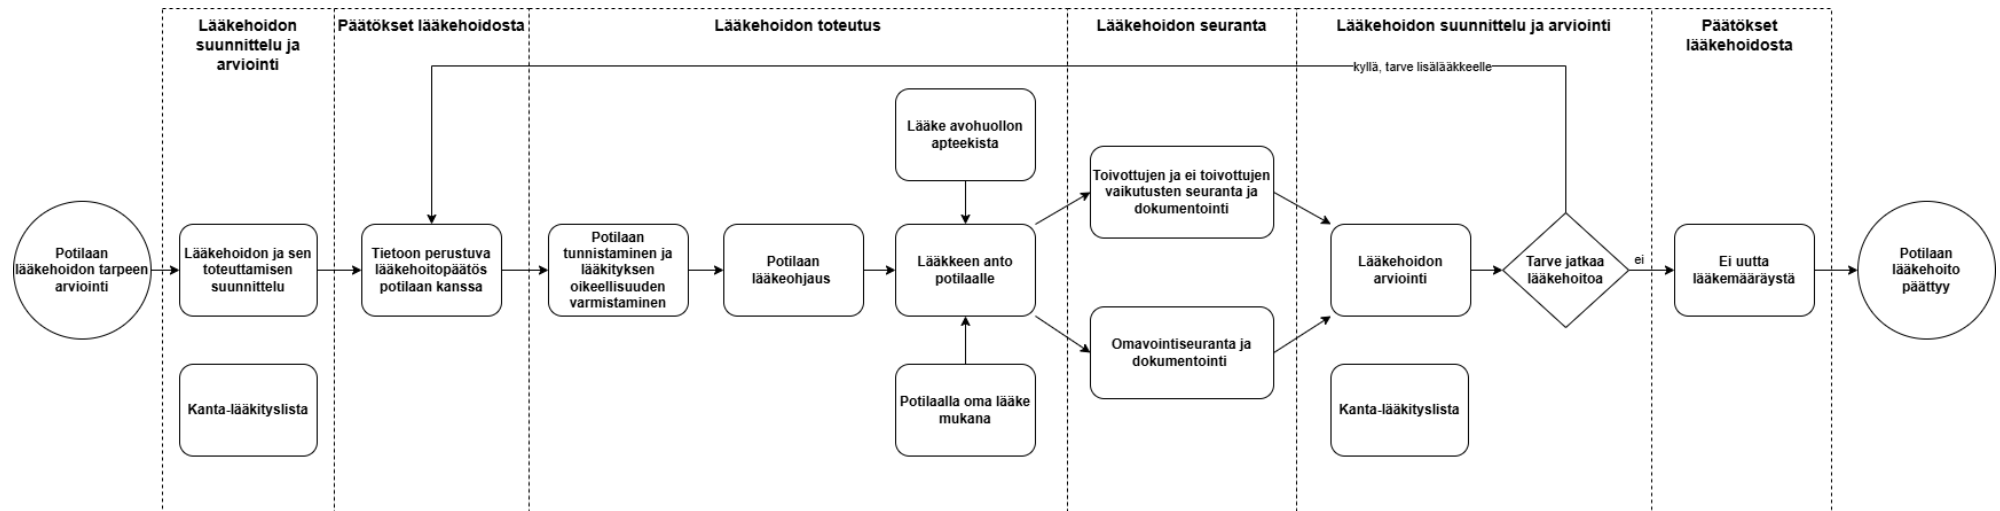 Lääkehoidon
suunnittelu ja
arviointi
Päätökset lääkehoidosta
Lääkehoidon toteutus
Lääkehoidon seuranta
Lääkehoidon suunnittelu ja arviointi
Päätökset
lääkehoidosta
kyllä, tarve lisälääkkeelle
Potilaan
lääkehoidon tarpeen
arviointi
Lääkehoidon ja sen
toteuttamisen
suunnittelu
Kanta-lääkityslista
Tietoon perustuva
lääkehoitopäätös
potilaan kanssa
Potilaan
tunnistaminen ja
lääkityksen
oikeellisuuden
varmistaminen
Potilaan
lääkeohjaus
Lääke avohuollon
apteekista
Lääkkeen anto
potilaalle
Potilaalla oma lääke
mukana
Toivottujen ja ei toivottujen
vaikutusten seuranta ja
dokumentointi
Omavointiseuranta ja
dokumentointi
Lääkehoidon
arviointi
Kanta-lääkityslista
Tarve jatkaa
lääkehoitoa
ei
Ei uutta
lääkemääräystä
Potilaan
lääkehoito
päättyy